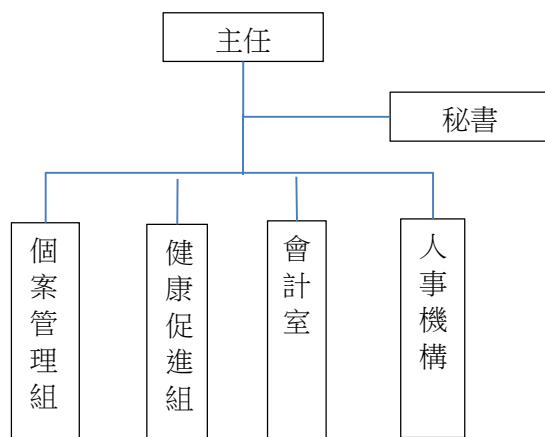 主任
秘書
個案管理組
健康促進組
會計室
人事機構